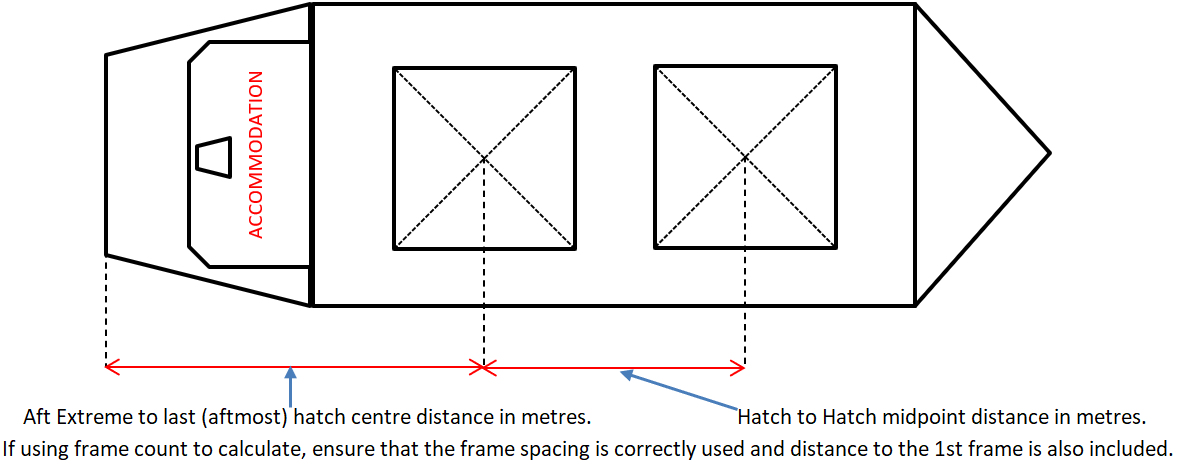 ACCOMMODATION
Aft Extreme to last (aftmost) hatch centre distance in metres.
Hatch to Hatch midpoint distance in metres.
If using frame count to calculate, ensure that the frame spacing is correctly used and distance to the 1st frame is also included.